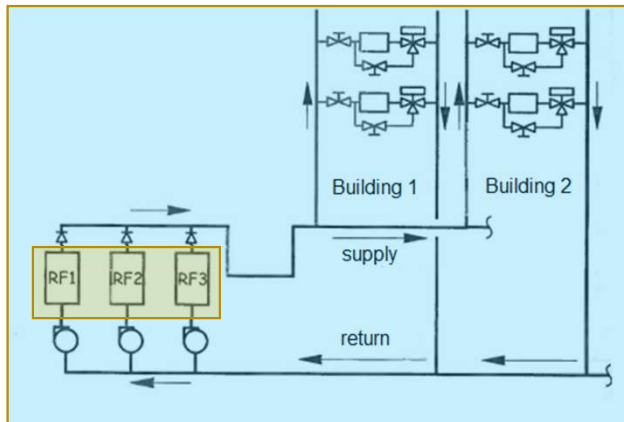 Building 1
Building 2
supply
RF1
RF2
RF3
return